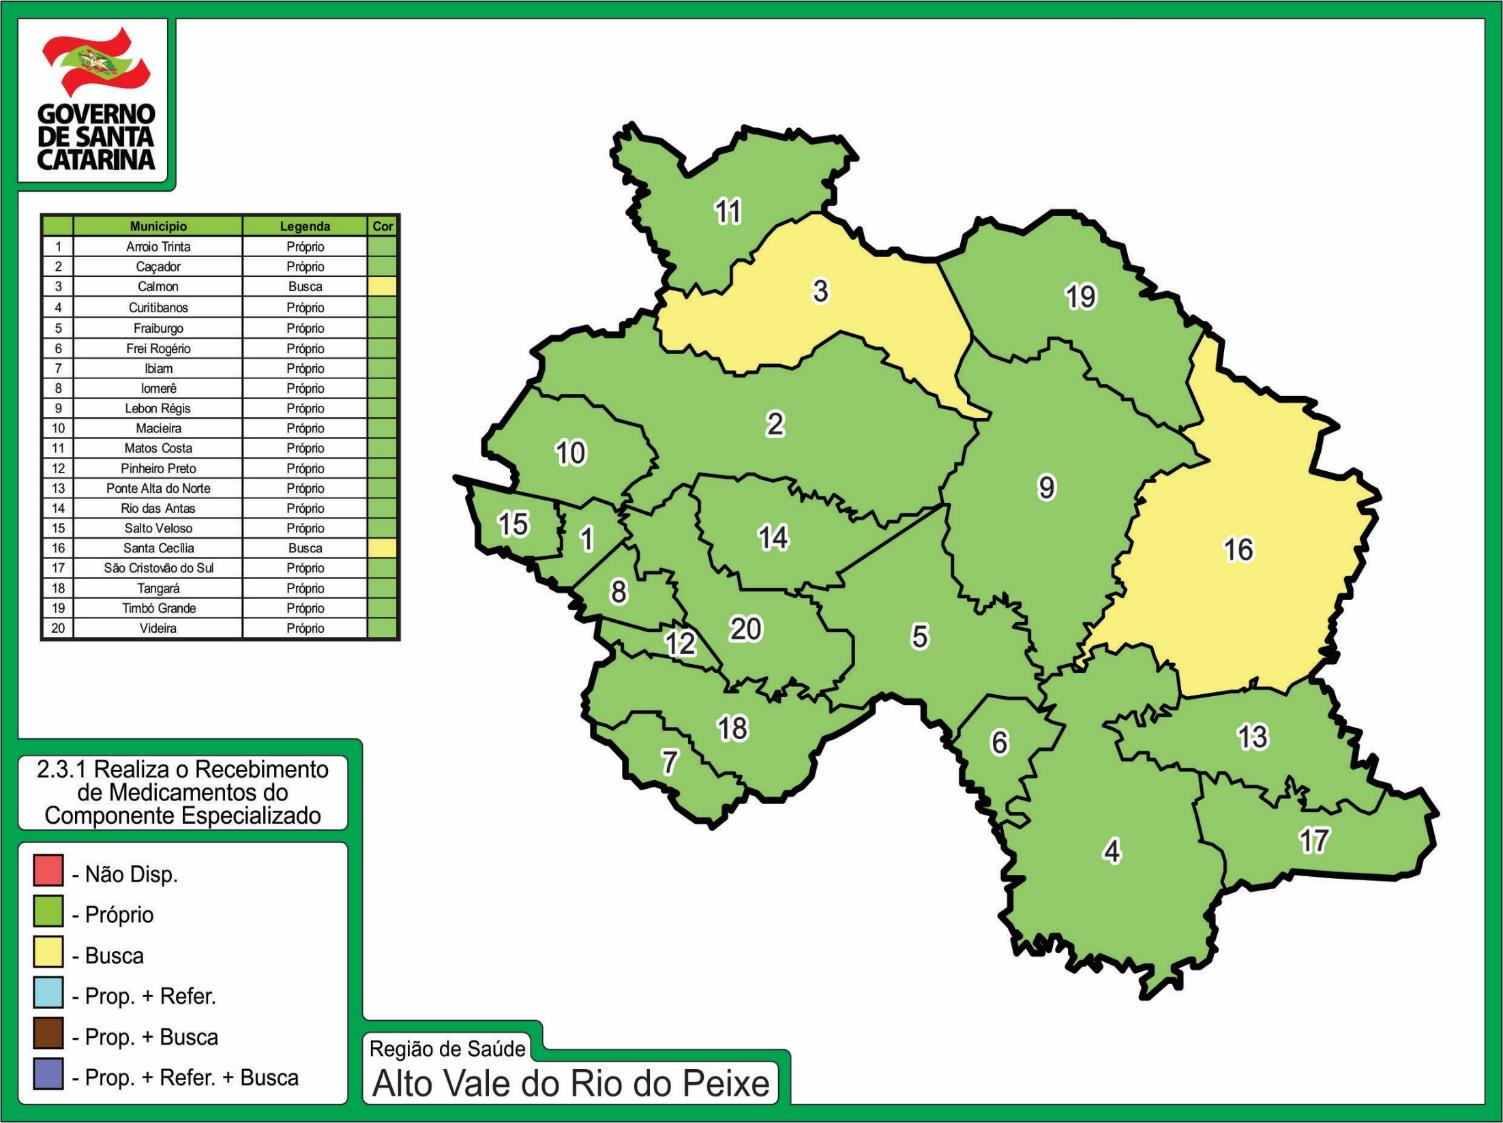 GOVERNO
DE SANTA
CATARINA
Município Legenda Cor
1 Arroio Trinta Próprio
2 Caçador Próprio
3 Calmon Busca
4 Curitibanos Próprio
5 Fraiburgo Próprio
6 Frei Rogério Próprio
7 Ibiam Próprio
8 Iomerê Próprio
9 Lebon Régis Próprio
10 Macieira Próprio
11 Matos Costa Próprio
12 Pinheiro Preto Próprio
13 Ponte Alta do Norte Próprio
14 Rio das Antas Próprio
15 Salto Veloso Próprio
16 Santa Cecília Busca
17 São Cristovão do Sul Próprio
18 Tangará Próprio
19 Timbó Grande Próprio
20 Videira Próprio
11
3
19
2
10
9
15
1
14
16
8
20
12
5
18
6
13
7
4
17
2.3.1 Realiza o Recebimento
de Medicamentos do
Componente Especializado
- Não Disp.
- Próprio
- Busca
- Prop. + Refer.
- Prop. + Busca
- Prop. + Refer. + Busca
Região de Saúde
Alto Vale do Rio do Peixe